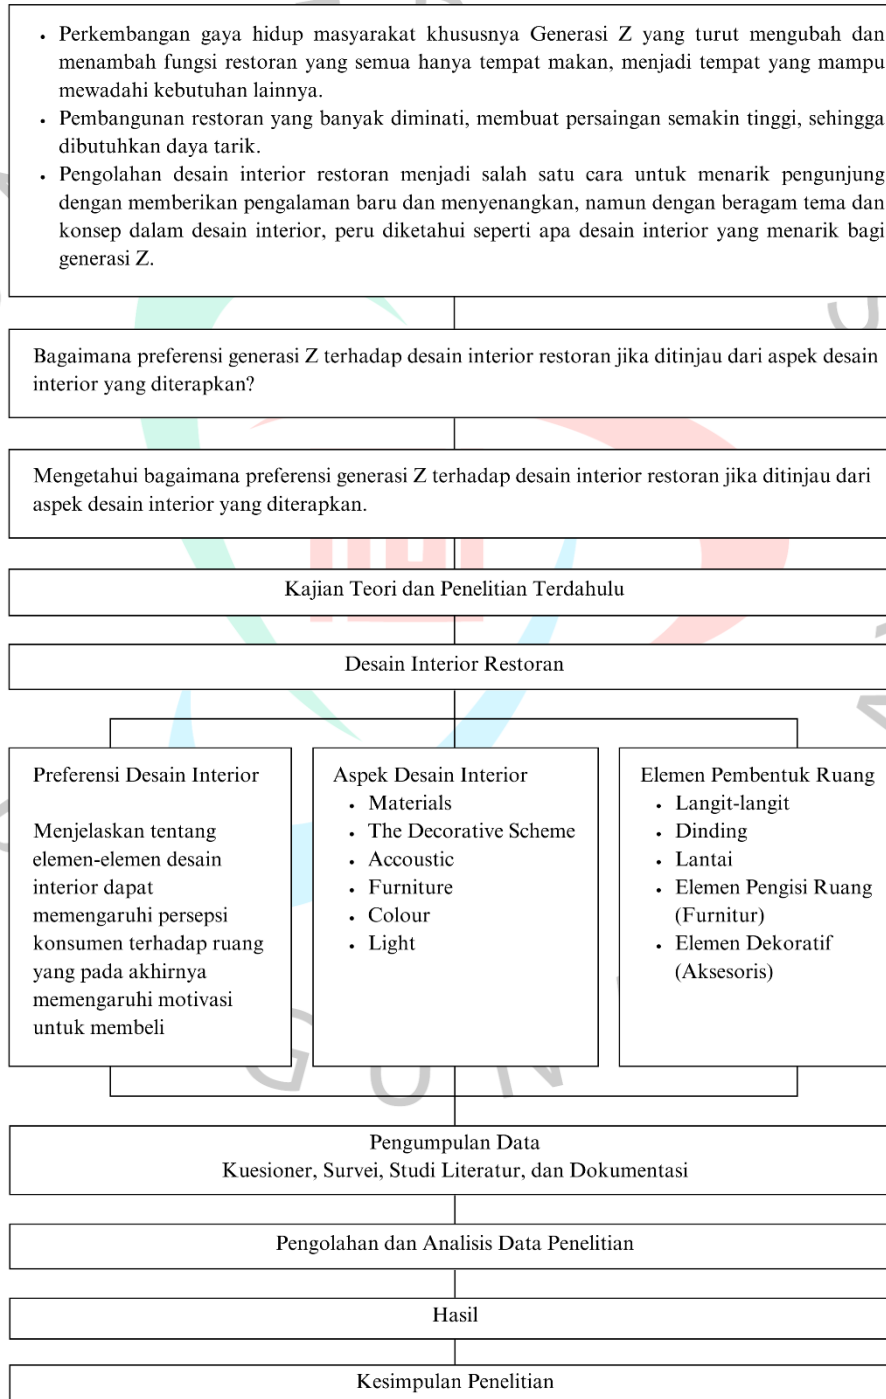 • Perkembangan gaya hidup masyarakat khususnya Generasi Z yang turut mengubah dan
menambah fungsi restoran yang semua hanya tempat makan, menjadi tempat yang mampu
mewadahi kebutuhan lainnya.
• Pembangunan restoran yang banyak diminati, membuat persaingan semakin tinggi, sehingga
dibutuhkan daya tarik.
• Pengolahan desain interior restoran menjadi salah satu cara untuk menarik pengunjung
dengan memberikan pengalaman baru dan menyenangkan, namun dengan beragam tema dan
konsep dalam desain interior, peru diketahui seperti apa desain interior yang menarik bagi
generasi Z.
Bagaimana preferensi generasi Z terhadap desain interior restoran jika ditinjau dari aspek desain
interior yang diterapkan?
Mengetahui bagaimana preferensi generasi Z terhadap desain interior restoran jika ditinjau dari
aspek desain interior yang diterapkan.
Kajian Teori dan Penelitian Terdahulu
Desain Interior Restoran
Preferensi Desain Interior
Menjelaskan tentang
elemen-elemen desain
interior dapat
memengaruhi persepsi
konsumen terhadap ruang
yang pada akhirnya
memengaruhi motivasi
untuk membeli
Aspek Desain Interior
• Materials
• The Decorative Scheme
• Accoustic
• Furniture
• Colour
• Light
Elemen Pembentuk Ruang
• Langit-langit
• Dinding
• Lantai
• Elemen Pengisi Ruang
(Furnitur)
• Elemen Dekoratif
(Aksesoris)
Pengumpulan Data
Kuesioner, Survei, Studi Literatur, dan Dokumentasi
Pengolahan dan Analisis Data Penelitian
Hasil
Kesimpulan Penelitian